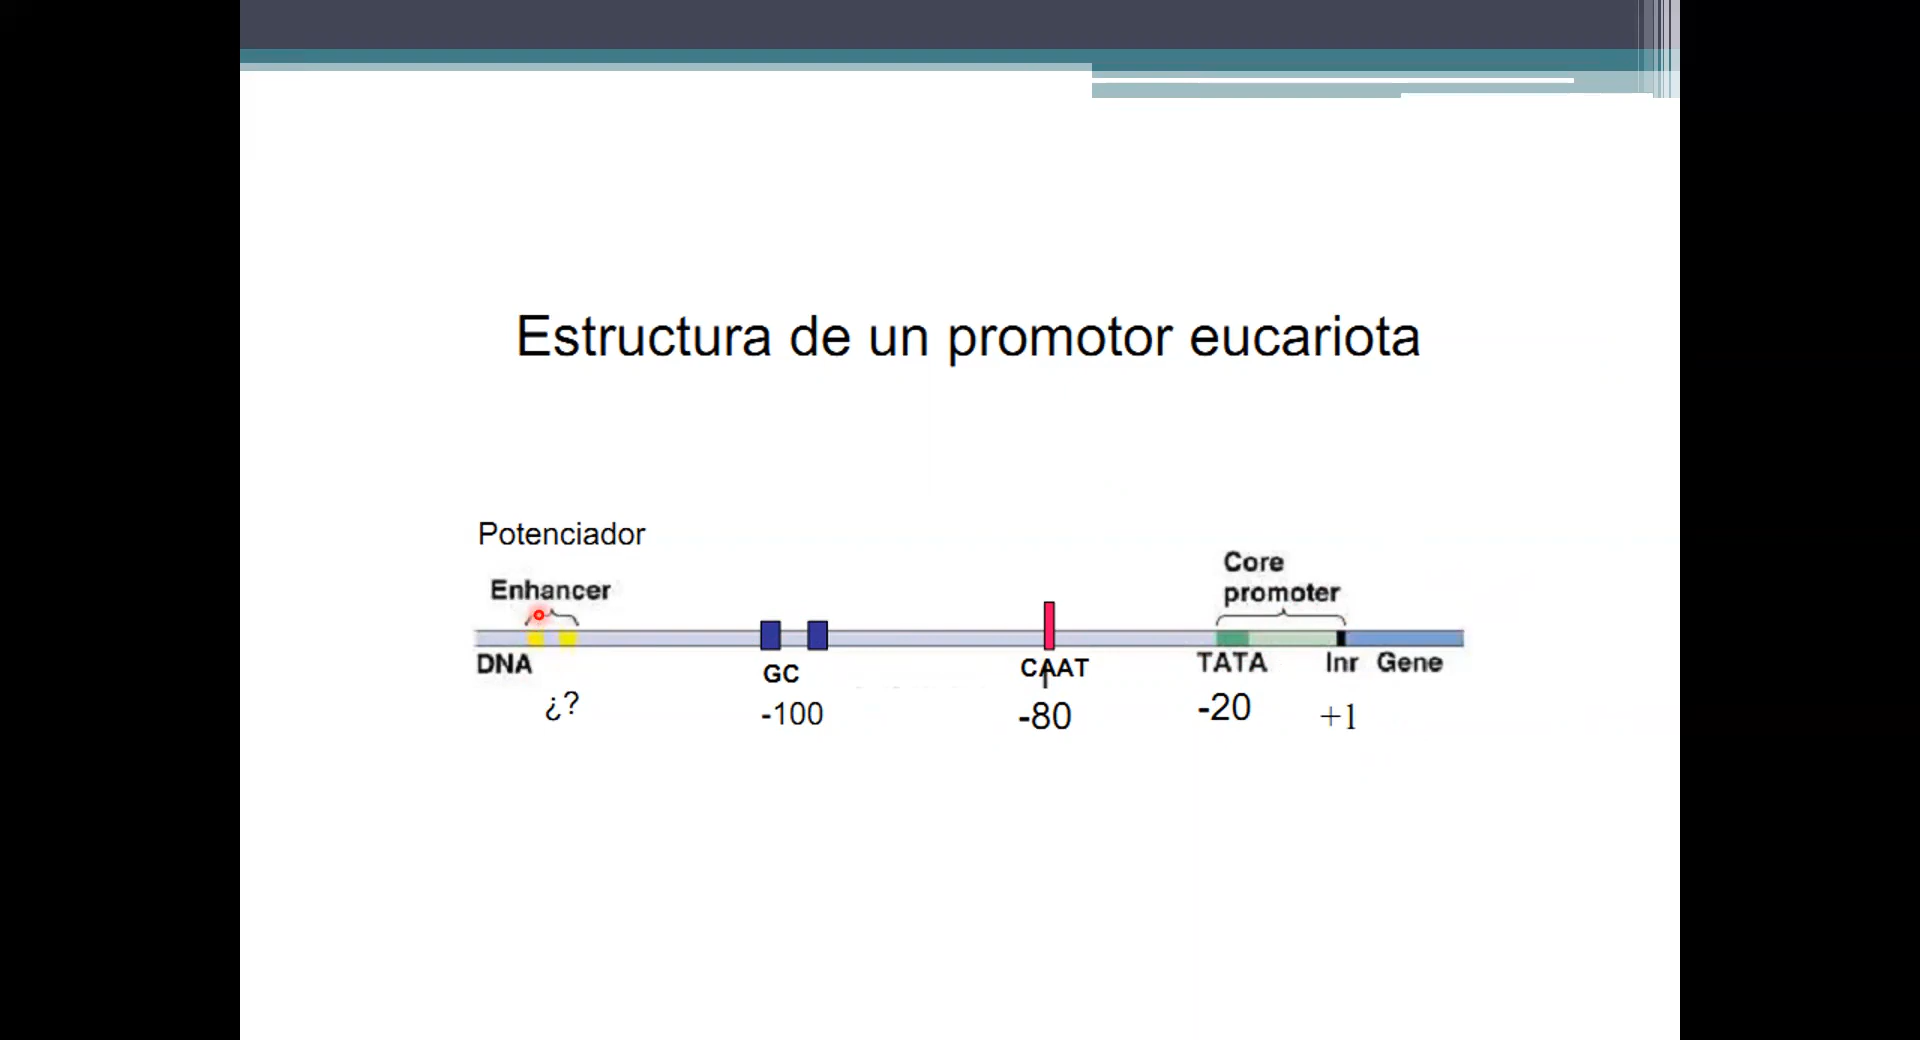 Estructura de un promotor eucariota
Potenciador
Enhancer
Core
promoter
DNA
GC
CAAT
TATA
Inr
Gene
¿?
-100
-80
-20
+1